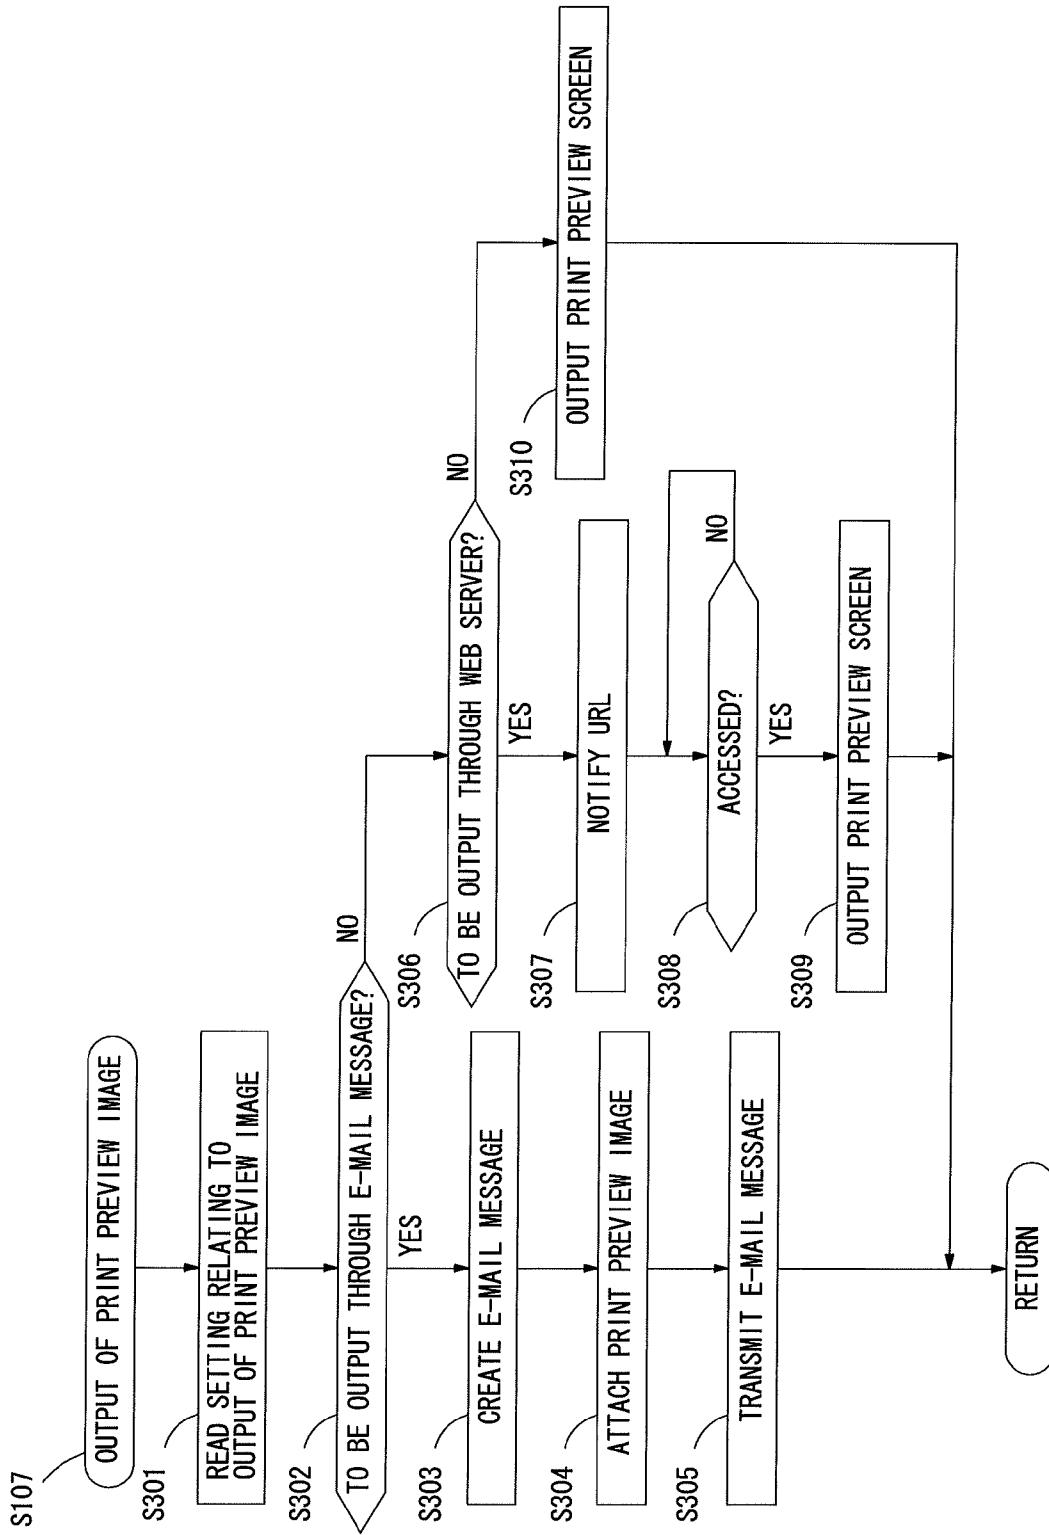 S107
OUTPUT OF PRINT PREVIEW IMAGE
S301
READ SETTING RELATING TO
OUTPUT OF PRINT PREVIEW IMAGE
S302
TO BE OUTPUT THROUGH E-MAIL MESSAGE?
NO
YES
S303
CREATE E-MAIL MESSAGE
S304
ATTACH PRINT PREVIEW IMAGE
S305
TRANSMIT E-MAIL MESSAGE
S306
TO BE OUTPUT THROUGH WEB SERVER?
NO
YES
S307
NOTIFY URL
S308
ACCESSED?
NO
YES
S309
OUTPUT PRINT PREVIEW SCREEN
S310
OUTPUT PRINT PREVIEW SCREEN
RETURN